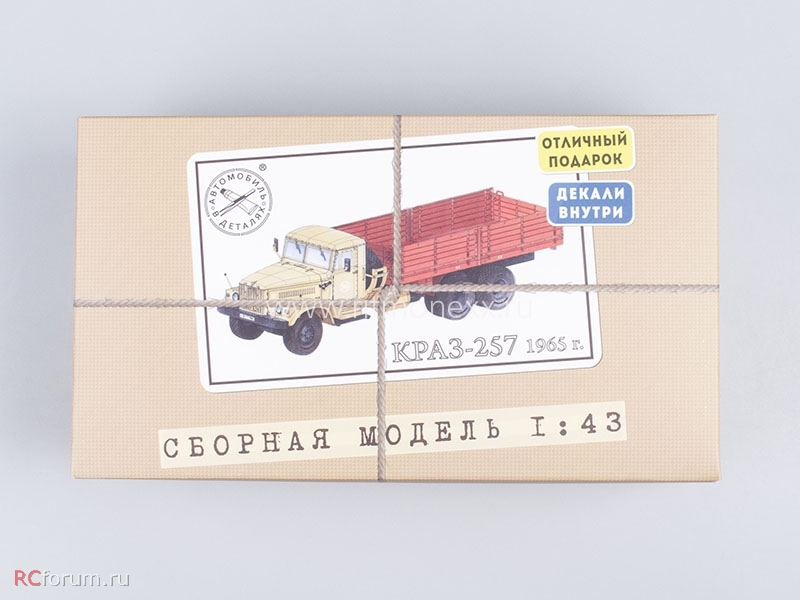 ОТЛИЧНЫЙ
ПОДАРОК
ДЕКАЛИ
ВНУТРИ
АВТОМОБИЛЬ
В ДЕТАЛЯХ
®
КРАЗ-257 1965 г.
СБОРНАЯ МОДЕЛЬ 1:43
RCforum.ru